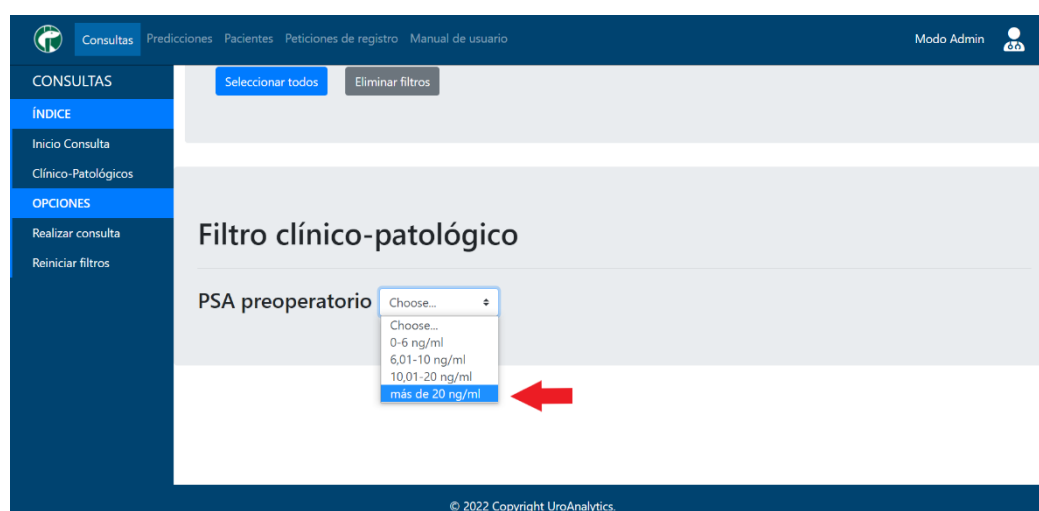 Consultas Predicciones Pacientes Peticiones de registro Manual de usuario Modo Admin
CONSULTAS
ÍNDICE
Inicio Consulta
Clínico-Patológicos
OPCIONES
Realizar consulta
Reiniciar filtros
Seleccionar todos Eliminar filtros
Filtro clínico-patológico
PSA preoperatorio Choose...
Choose...
0-6 ng/ml
6,01-10 ng/ml
10,01-20 ng/ml
más de 20 ng/ml
© 2022 Copyright UroAnalytics.